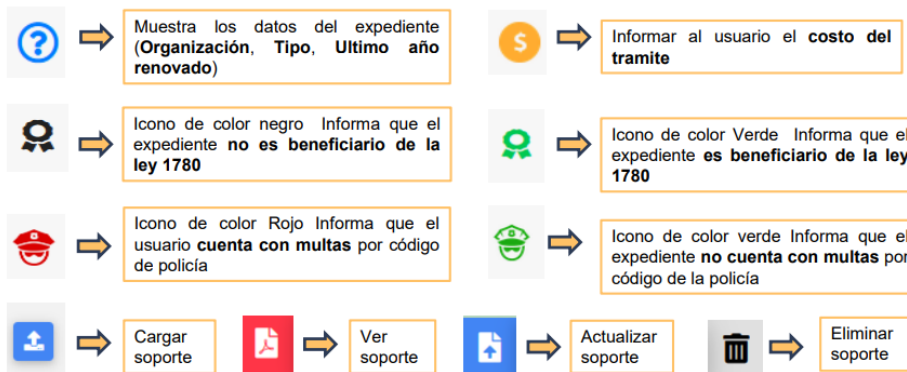 Muestra los datos del expediente
(Organización, Tipo, Ultimo año
renovado)
Informar al usuario el costo del
tramite
Icono de color negro Informa que el
expediente no es beneficiario de la
ley 1780
Icono de color Verde Informa que el
expediente es beneficiario de la ley
1780
Icono de color Rojo Informa que el
usuario cuenta con multas por código
de policía
Icono de color verde Informa que el
expediente no cuenta con multas por
código de la policía
Cargar
soporte
Ver
soporte
Actualizar
soporte
Eliminar
soporte